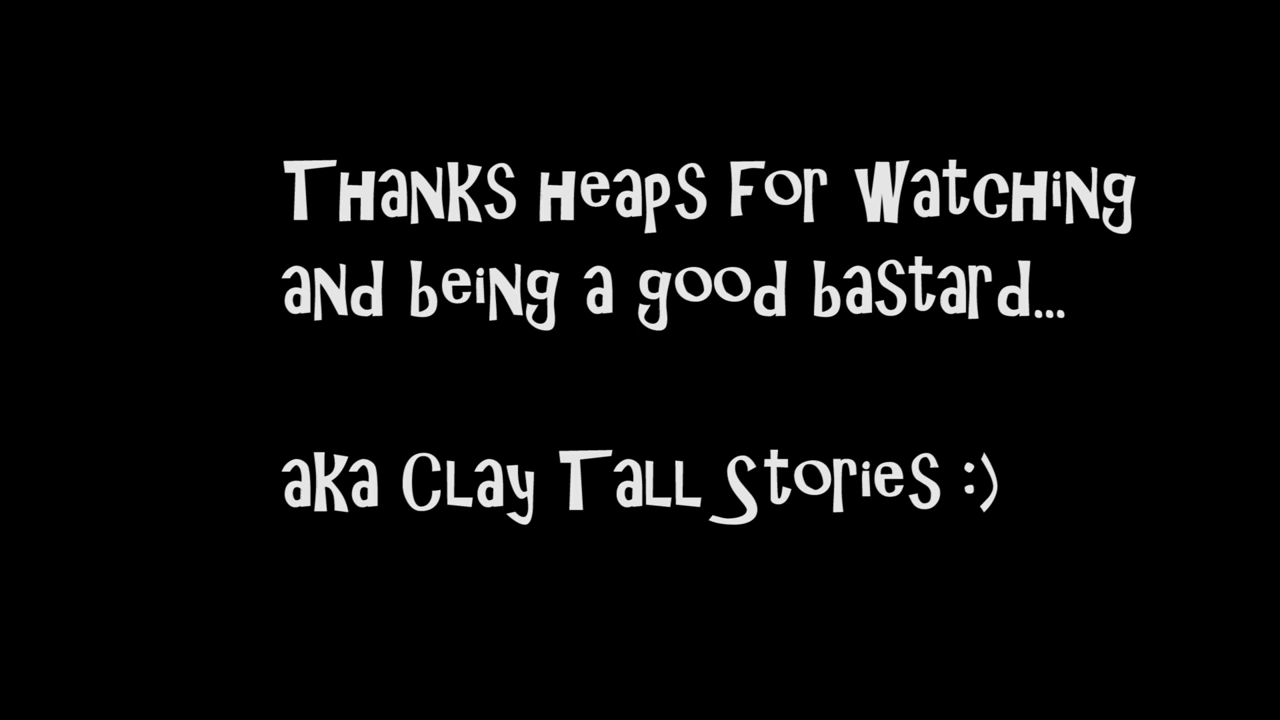 Thanks Heaps For Watching
and being a good bastard...
aka Clay Tall Stories :)